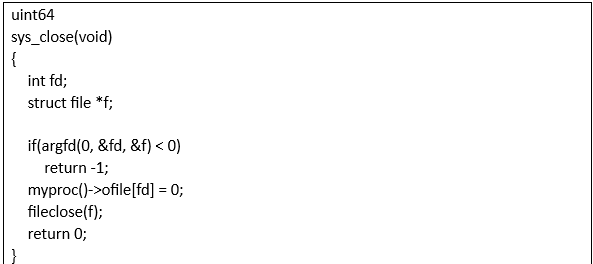 uint64
sys_close(void)
{
int fd;
struct file *f;
if(argfd(0, &fd, &f) < 0)
return -1;
myproc()->ofile[fd] = 0;
fileclose(f);
return 0;
}